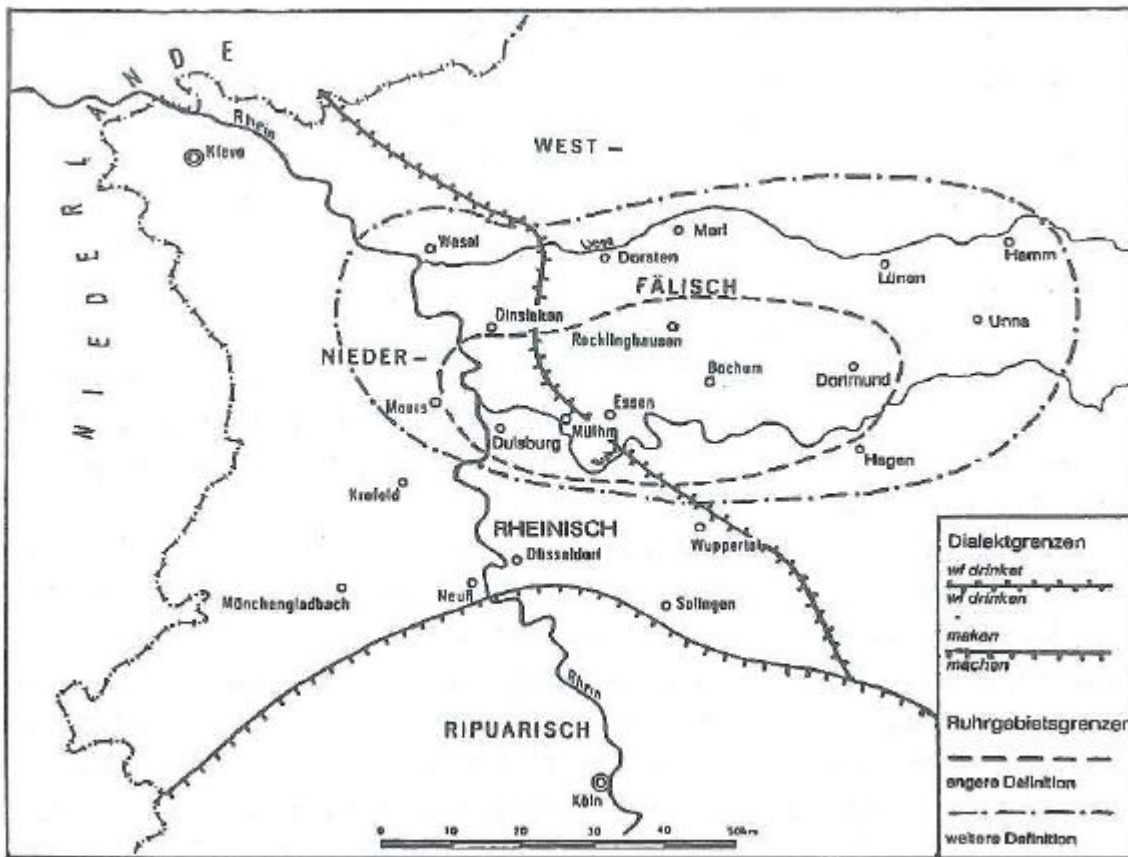 NIEDERLANDE
Rhein
Kleve
WEST –
Wesel
Dorsten
Marl
Lünen
Hamm
FÄLISCH
Dinslaken
Recklinghausen
Unna
NIEDER –
Bochum
Dortmund
Moers
Essen
Duisburg
Mülhm
Hagen
Krefeld
RHEINISCH
Wuppertal
Düsseldorf
Neuß
Mönchengladbach
Solingen
Rhein
RIPUARISCH
Köln
0 10 20 30 40 50km
Dialektgrenzen
wi drinket
wi drinken
maken
machen
Ruhrgebietsgrenzen
engere Definition
weitere Definition